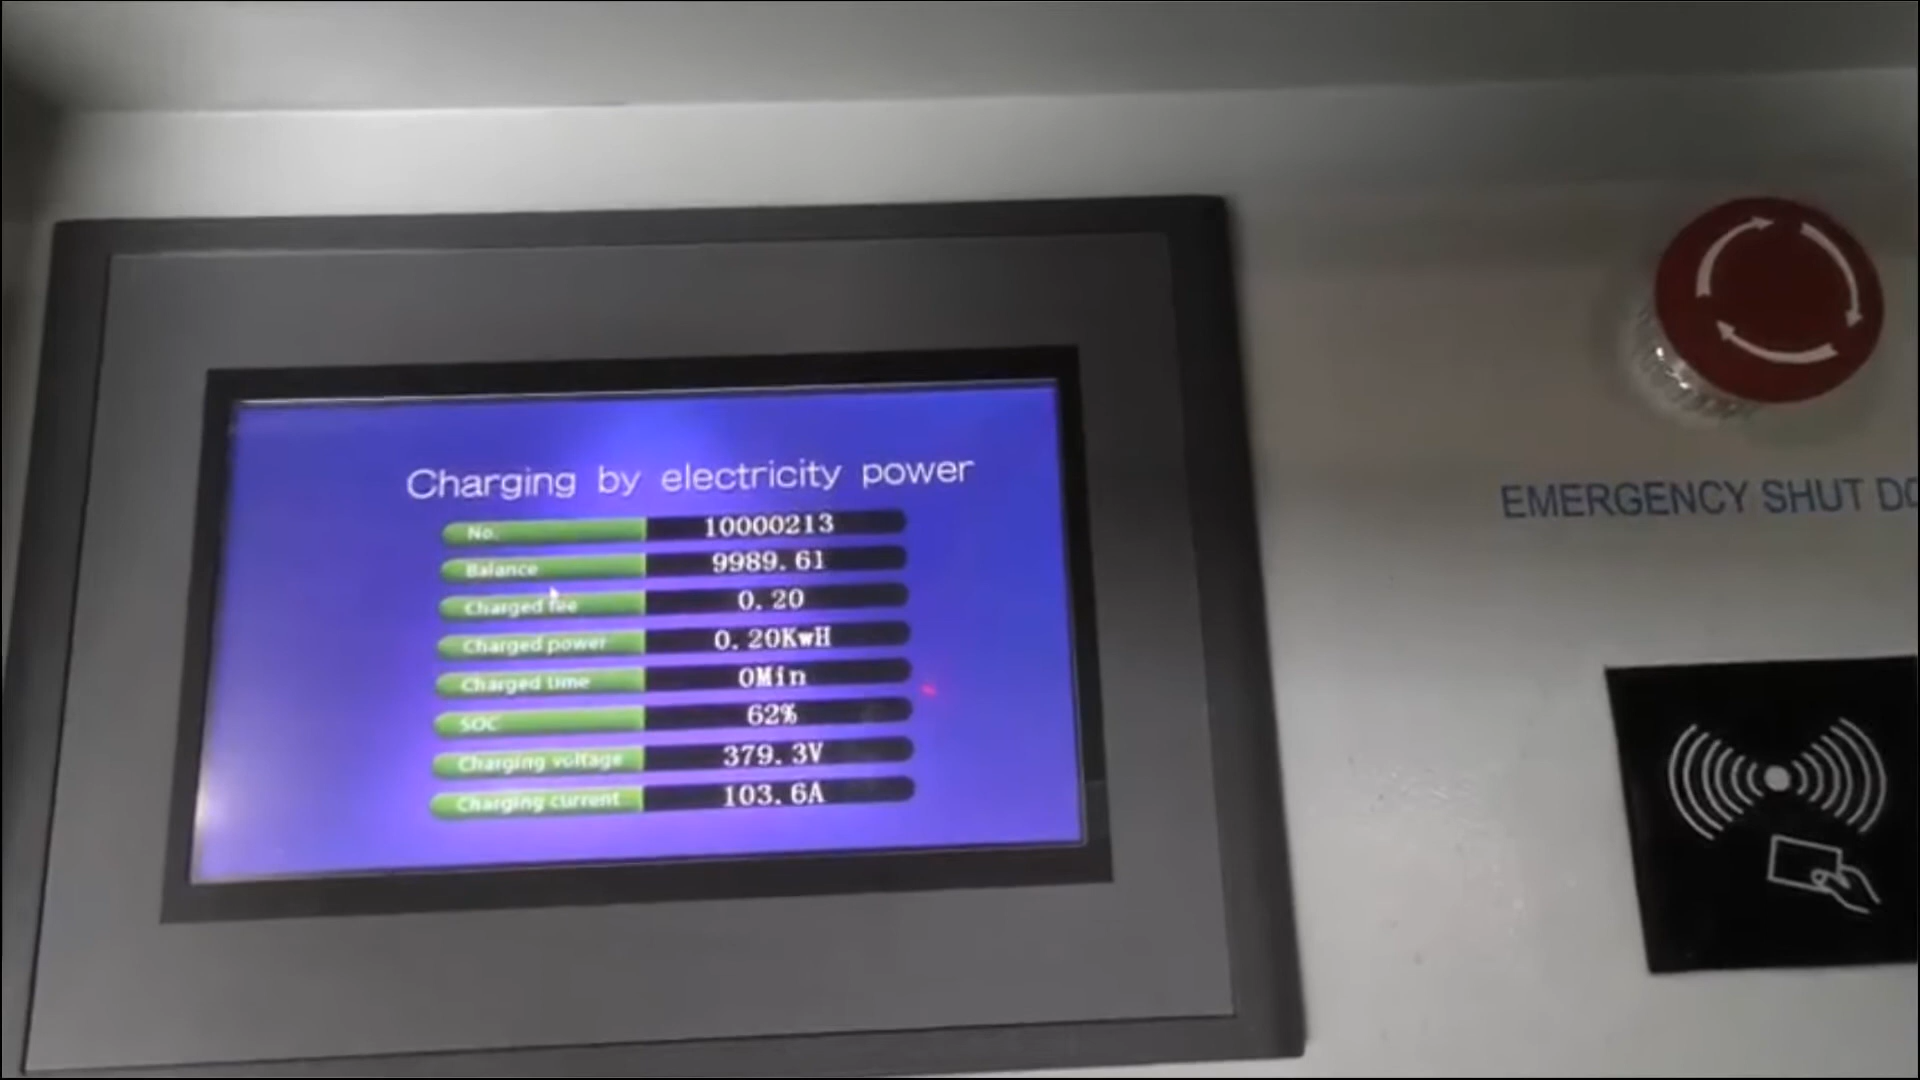 Charging by electricity power
No. 10000213
Balance 9989.61
Charged fee 0.20
Charged power 0.20KwH
Charged time 0Min
SOC 62%
Charging voltage 379.3V
Charging current 103.6A
EMERGENCY SHUT DO